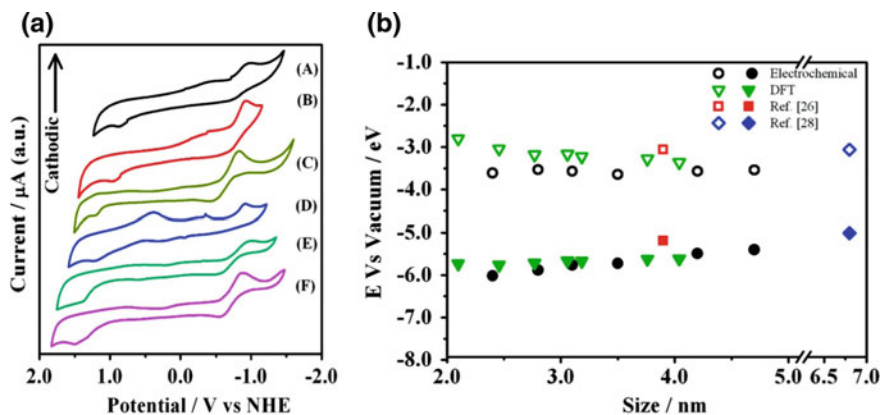 (a)
Cathodic
(A)
(B)
(C)
(D)
(E)
(F)
Current / μA (a.u.)
2.0 1.0 0.0 -1.0 -2.0
Potential / V vs NHE
(b)
Electrochemical
DFT
Ref. [26]
Ref. [28]
-1.0
-2.0
-3.0
-4.0
-5.0
-6.0
-7.0
-8.0
E Vs Vacuum / eV
2.0 3.0 4.0 5.0 6.5 7.0
Size / nm